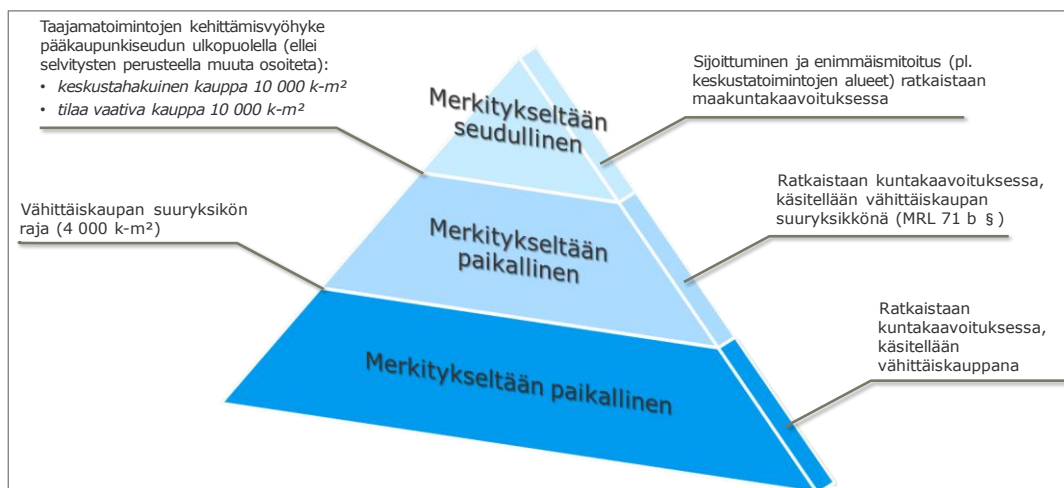 Taajamatoimintojen kehittämisvyöhyke
pääkaupunkiseudun ulkopuolella (ellei
selvitysten perusteella muuta osoiteta):
• keskustahakuinen kauppa 10 000 k-m²
• tilaa vaativa kauppa 10 000 k-m²
Sijoittuminen ja enimmäismitoitus (pl.
keskustatoimintojen alueet) ratkaistaan
maakuntakaavoituksessa
Merkitykseltään
seudullinen
Vähittäiskaupan suuryksikön
raja (4 000 k-m²)
Ratkaistaan kuntakaavoituksessa,
käsitellään vähittäiskaupan
suuryksikkönä (MRL 71 b §)
Merkitykseltään
paikallinen
Ratkaistaan
kuntakaavoituksessa,
käsitellään
vähittäiskauppana
Merkitykseltään paikallinen